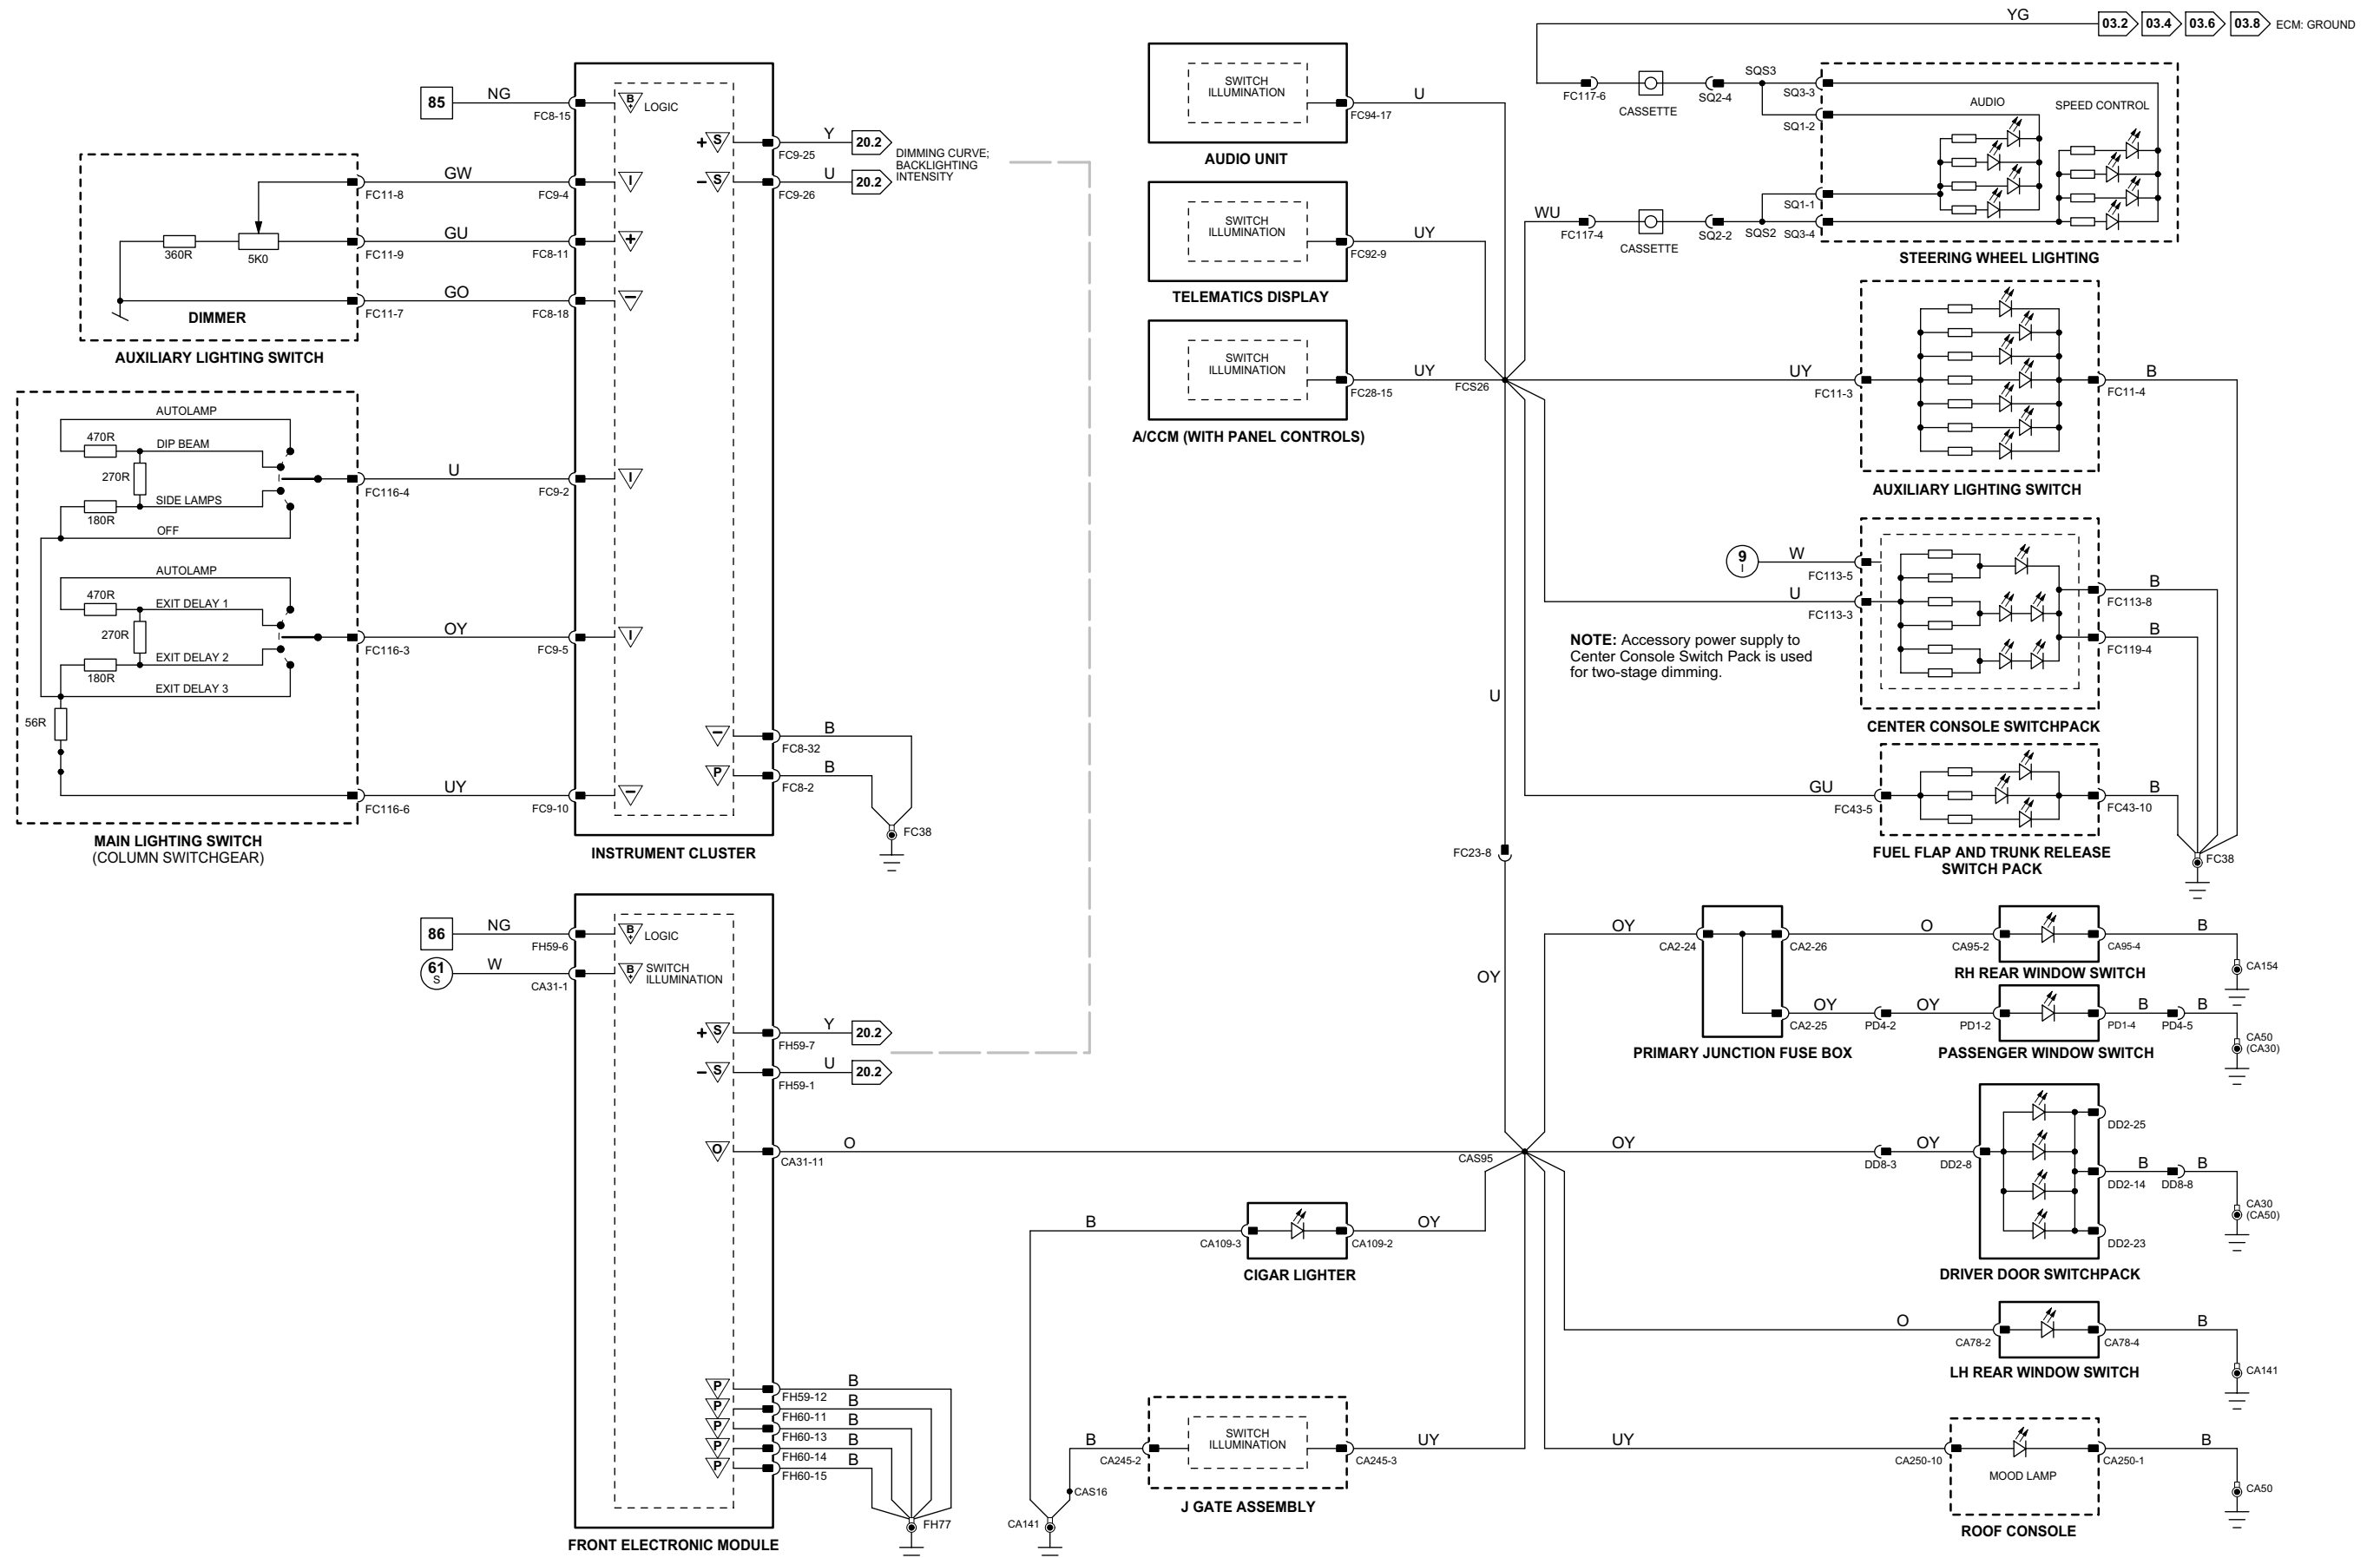 YG
03.2
03.4
03.6
03.8
ECM: GROUND
85
NG
FC8-15
B
+
LOGIC
+
S
FC9-25
Y
20.2
–
S
FC9-26
U
20.2
DIMMING CURVE;
BACKLIGHTING
INTENSITY
FC11-8
GW
FC9-4
I
360R
5K0
FC11-9
GU
FC8-11
+
FC11-7
GO
FC8-18
–
DIMMER
AUXILIARY LIGHTING SWITCH
AUTOLAMP
470R
DIP BEAM
270R
SIDE LAMPS
180R
OFF
FC116-4
U
FC9-2
I
AUTOLAMP
470R
EXIT DELAY 1
270R
EXIT DELAY 2
180R
EXIT DELAY 3
56R
FC116-3
OY
FC9-5
I
FC116-6
UY
FC9-10
–
MAIN LIGHTING SWITCH
(COLUMN SWITCHGEAR)
–
FC8-32
B
P
FC8-2
B
FC38
INSTRUMENT CLUSTER
86
NG
FH59-6
B
+
LOGIC
61
S
W
CA31-1
B
+
SWITCH
ILLUMINATION
+
S
FH59-7
Y
20.2
–
S
FH59-1
U
20.2
O
CA31-11
O
P
FH59-12
B
P
FH60-11
B
P
FH60-13
B
P
FH60-14
B
P
FH60-15
B
FH77
FRONT ELECTRONIC MODULE
SWITCH
ILLUMINATION
FC94-17
U
AUDIO UNIT
SWITCH
ILLUMINATION
FC92-9
UY
TELEMATICS DISPLAY
SWITCH
ILLUMINATION
FC28-15
UY
FCS26
A/CCM (WITH PANEL CONTROLS)
FC117-6
CASSETTE
SQ2-4
SQS3
SQ3-3
SQ1-2
AUDIO
SPEED CONTROL
SQ1-1
WU
FC117-4
CASSETTE
SQ2-2
SQS2
SQ3-4
STEERING WHEEL LIGHTING
UY
FC11-3
FC11-4
B
AUXILIARY LIGHTING SWITCH
9
I
W
FC113-5
U
FC113-3
FC113-8
B
FC119-4
B
NOTE: Accessory power supply to
Center Console Switch Pack is used
for two-stage dimming.
CENTER CONSOLE SWITCHPACK
U
GU
FC43-5
FC43-10
B
FUEL FLAP AND TRUNK RELEASE
SWITCH PACK
FC38
FC23-8
OY
OY
CA2-24
CA2-26
O
CA95-2
CA95-4
B
CA154
RH REAR WINDOW SWITCH
CA2-25
OY
PD4-2
OY
PD1-2
PD1-4
B
PD4-5
B
CA50
(CA30)
PRIMARY JUNCTION FUSE BOX
PASSENGER WINDOW SWITCH
CAS95
OY
DD8-3
OY
DD2-8
DD2-25
DD2-14
B
DD8-8
B
DD2-23
CA30
(CA50)
DRIVER DOOR SWITCHPACK
B
CA109-3
CA109-2
OY
CIGAR LIGHTER
O
CA78-2
CA78-4
B
CA141
LH REAR WINDOW SWITCH
B
CA245-2
SWITCH
ILLUMINATION
CA245-3
UY
CAS16
CA141
J GATE ASSEMBLY
UY
CA250-10
CA250-1
B
MOOD LAMP
CA50
ROOF CONSOLE